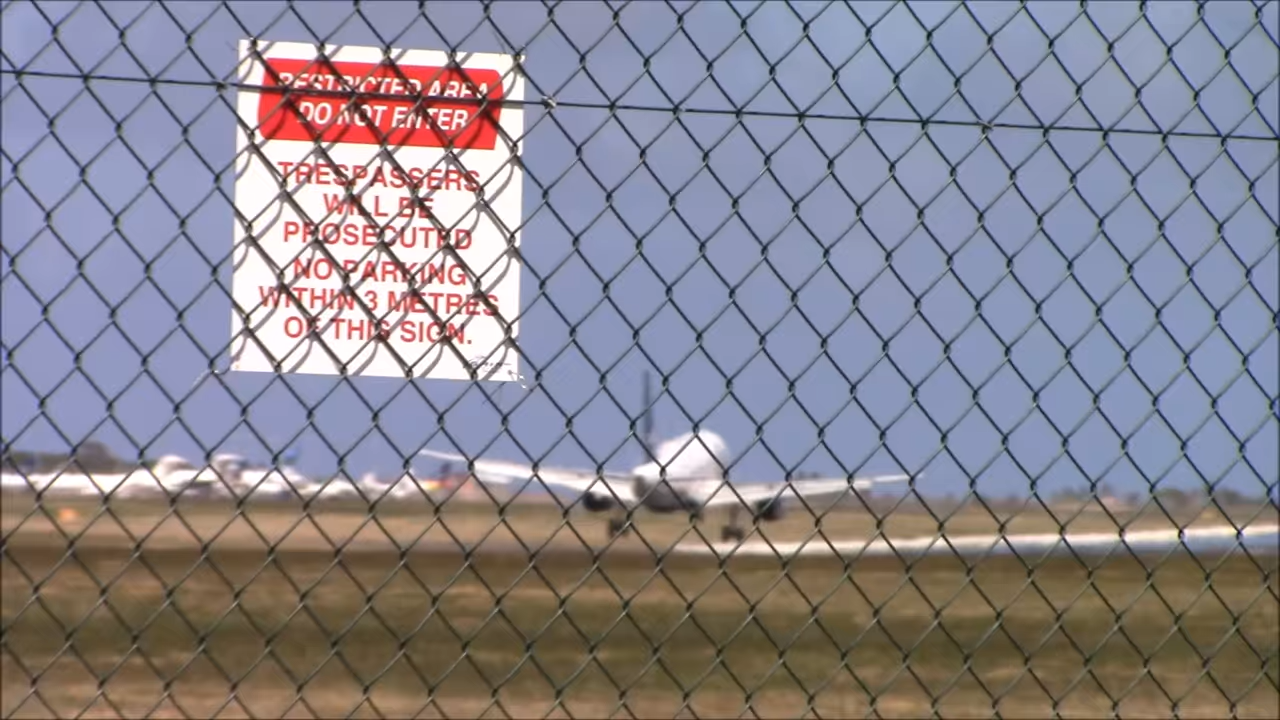 RESTRICTED AREA
DO NOT ENTER
TRESPASSERS
WILL BE
PROSECUTED
NO PARKING
WITHIN 3 METRES
OF THIS SIGN.